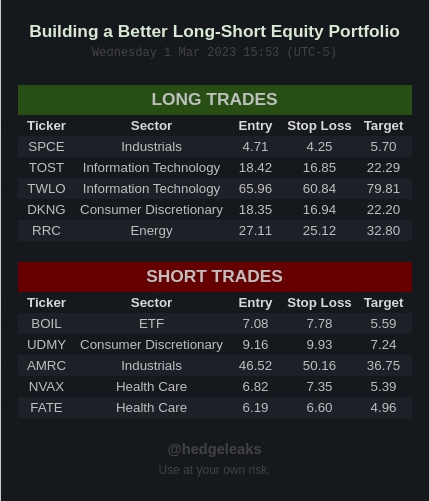 Building a Better Long-Short Equity Portfolio
Wednesday 1 Mar 2023 15:53 (UTC-5)
LONG TRADES
Ticker Sector Entry Stop Loss Target
SPCE Industrials 4.71 4.25 5.70
TOST Information Technology 18.42 16.85 22.29
TWLO Information Technology 65.96 60.84 79.81
DKNG Consumer Discretionary 18.35 16.94 22.20
RRC Energy 27.11 25.12 32.80
SHORT TRADES
Ticker Sector Entry Stop Loss Target
BOIL ETF 7.08 7.78 5.59
UDMY Consumer Discretionary 9.16 9.93 7.24
AMRC Industrials 46.52 50.16 36.75
NVAX Health Care 6.82 7.35 5.39
FATE Health Care 6.19 6.60 4.96
@hedgeleaks
Use at your own risk.